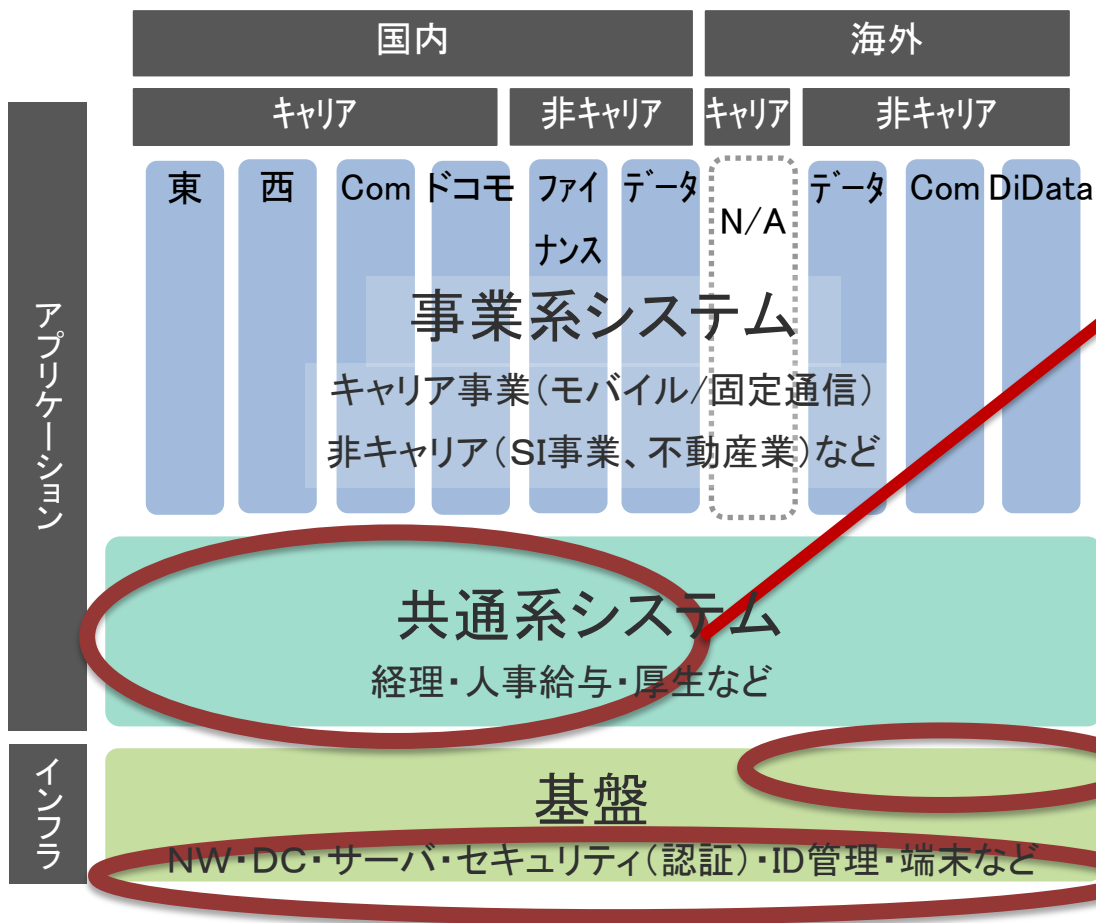 国内
海外
キャリア
非キャリア
キャリア
非キャリア
東
西
Com
ドコモ
ファイ
ナンス
データ
N/A
データ
Com
DiData
アプリケーション
事業系システム
キャリア事業(モバイル/固定通信)
非キャリア(SI事業、不動産業)など
共通系システム
経理・人事給与・厚生など
インフラ
基盤
NW・DC・サーバ・セキュリティ(認証)・ID管理・端末など